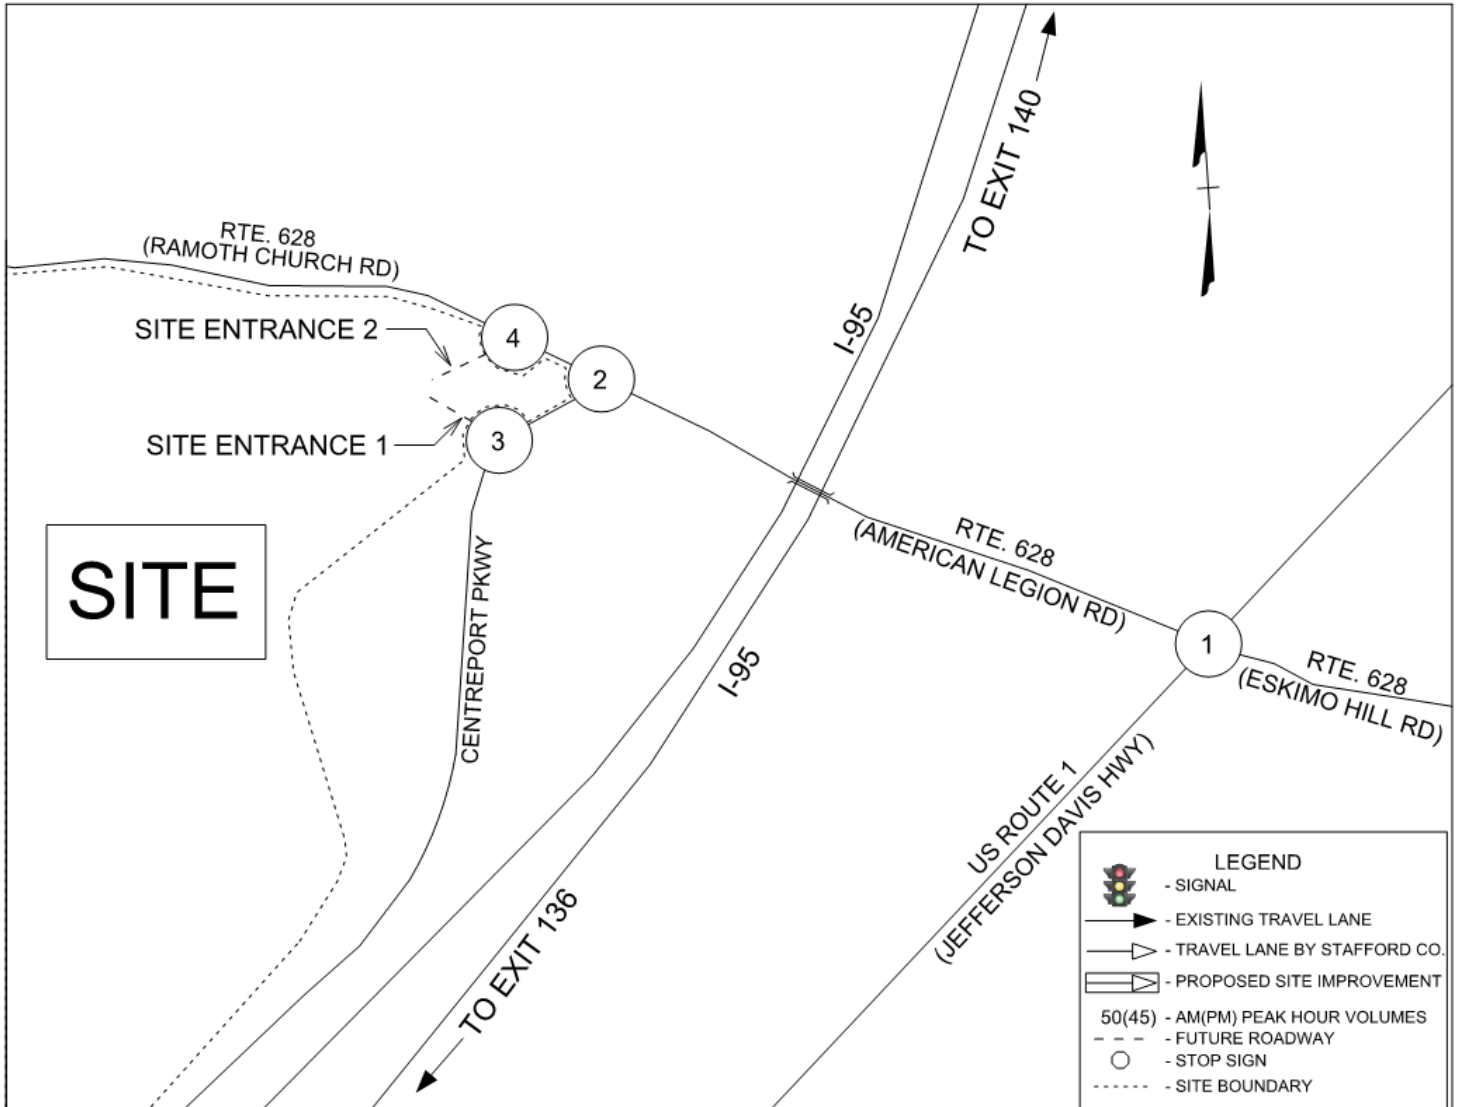 TO EXIT 140
RTE. 628
(RAMOTH CHURCH RD)
SITE ENTRANCE 2
4
I-95
2
SITE ENTRANCE 1
3
SITE
CENTREPORT PKWY
RTE. 628
(AMERICAN LEGION RD)
1
I-95
RTE. 628
(ESKIMO HILL RD)
US ROUTE 1
(JEFFERSON DAVIS HWY)
TO EXIT 136
LEGEND
- SIGNAL
- EXISTING TRAVEL LANE
- TRAVEL LANE BY STAFFORD CO.
- PROPOSED SITE IMPROVEMENT
50(45) - AM(PM) PEAK HOUR VOLUMES
- FUTURE ROADWAY
- STOP SIGN
- SITE BOUNDARY